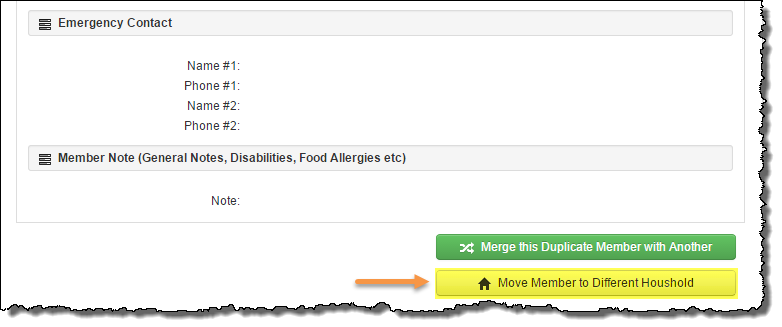 Emergency Contact
Name #1:
Phone #1:
Name #2:
Phone #2:
Member Note (General Notes, Disabilities, Food Allergies etc)
Note:
Merge this Duplicate Member with Another
Move Member to Different Houshold